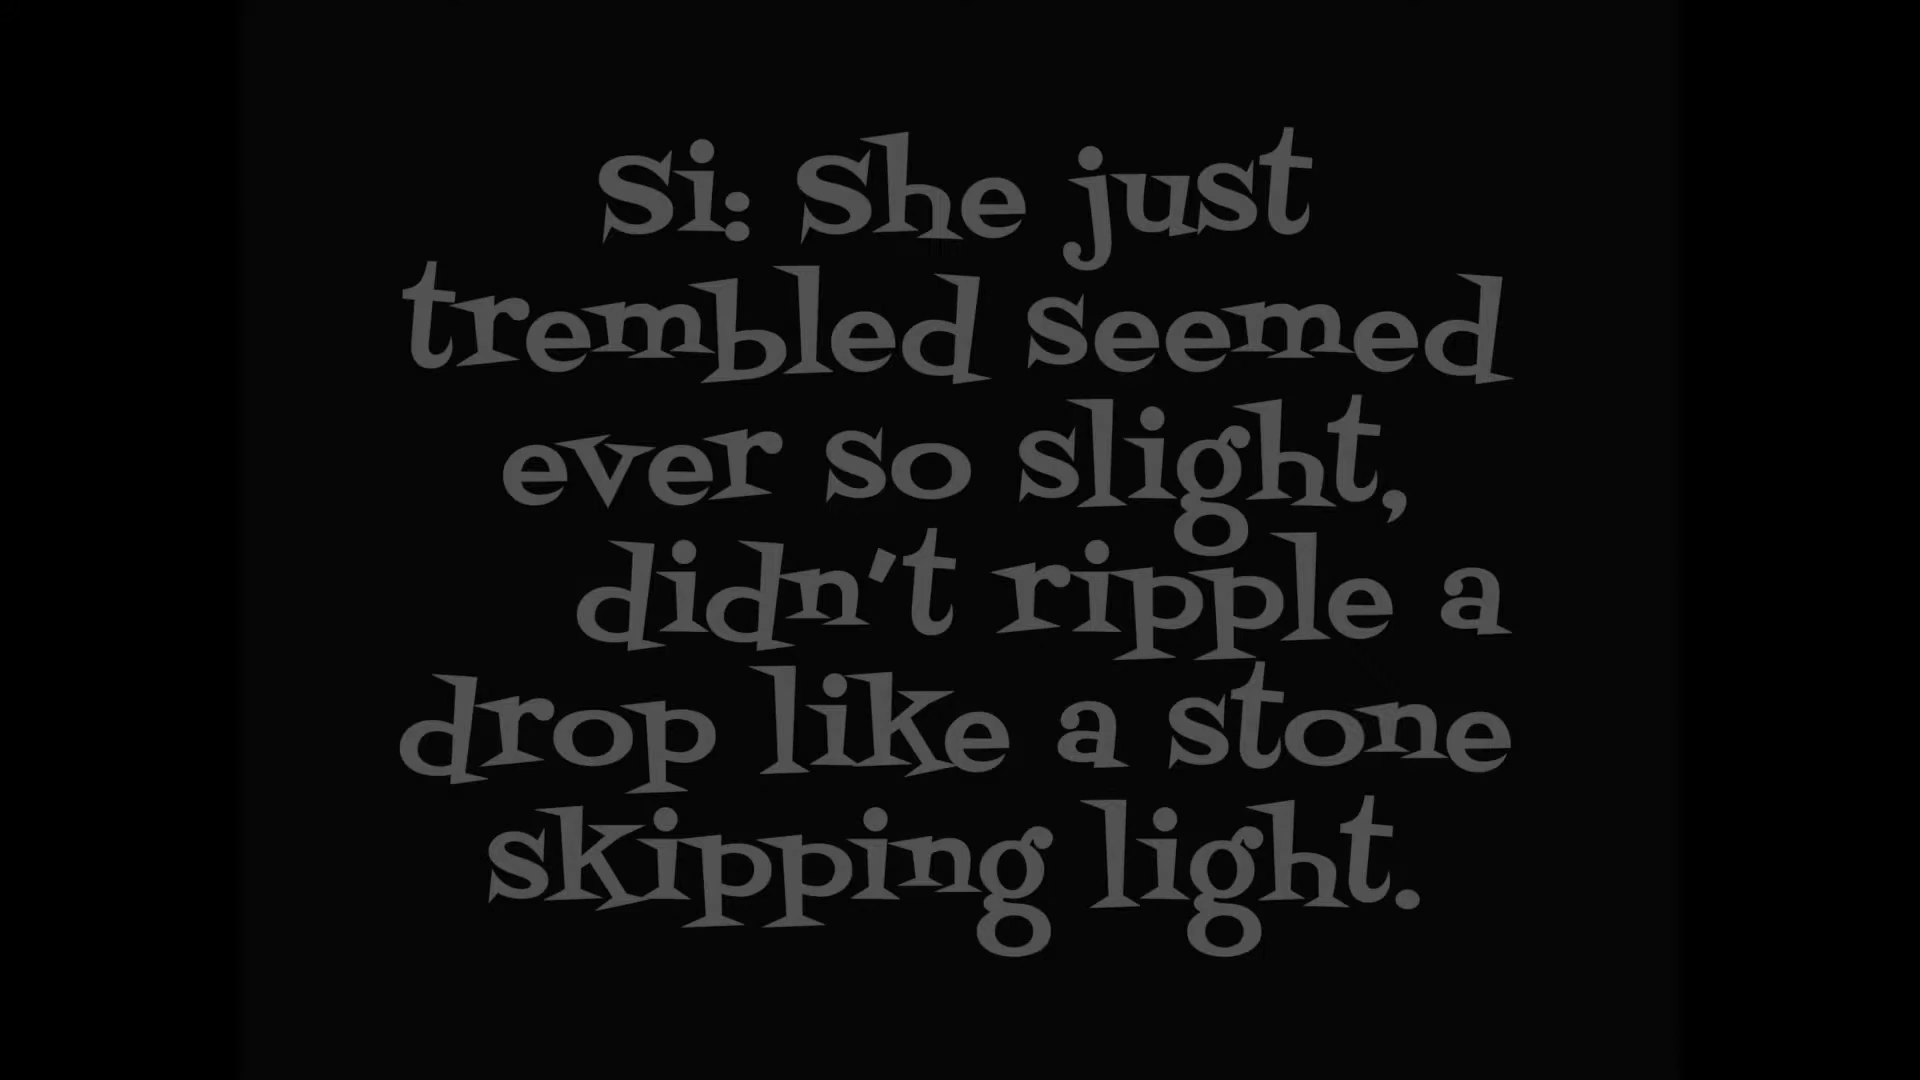 Si: She just
trembled seemed
ever so slight,
didn't ripple a
drop like a stone
skipping light.